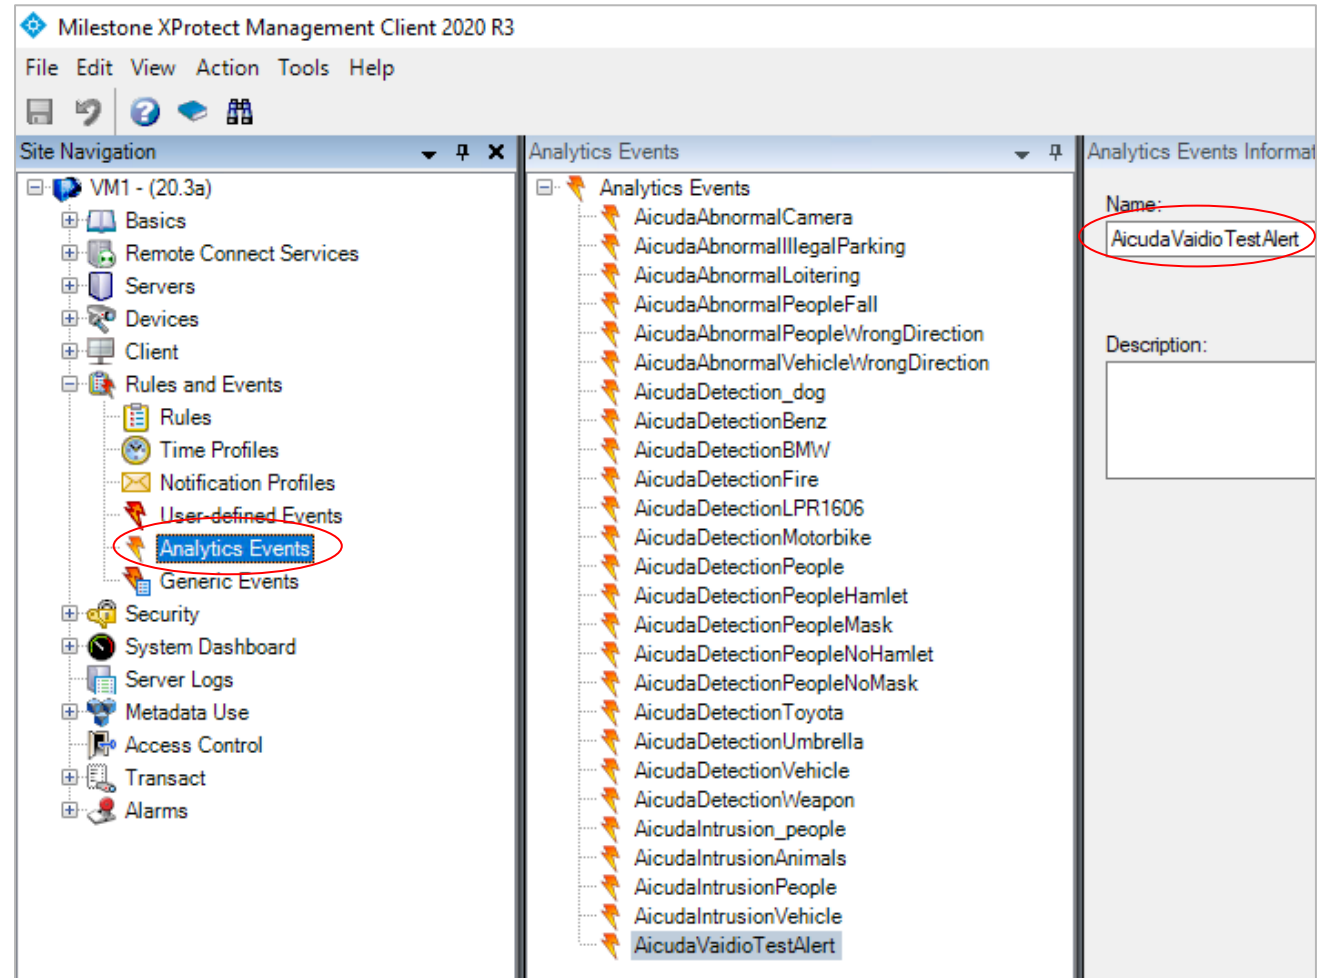 Milestone XProtect Management Client 2020 R3
File Edit View Action Tools Help
Site Navigation
VM1 - (20.3a)
Basics
Remote Connect Services
Servers
Devices
Client
Rules and Events
Rules
Time Profiles
Notification Profiles
User-defined Events
Analytics Events
Generic Events
Security
System Dashboard
Server Logs
Metadata Use
Access Control
Transact
Alarms
Analytics Events
Analytics Events
AicudaAbnormalCamera
AicudaAbnormalIllegalParking
AicudaAbnormalLoitering
AicudaAbnormalPeopleFall
AicudaAbnormalPeopleWrongDirection
AicudaAbnormalVehicleWrongDirection
AicudaDetection_dog
AicudaDetectionBenz
AicudaDetectionBMW
AicudaDetectionFire
AicudaDetectionLPR1606
AicudaDetectionMotorbike
AicudaDetectionPeople
AicudaDetectionPeopleHamlet
AicudaDetectionPeopleMask
AicudaDetectionPeopleNoHamlet
AicudaDetectionPeopleNoMask
AicudaDetectionToyota
AicudaDetectionUmbrella
AicudaDetectionVehicle
AicudaDetectionWeapon
AicudaIntrusion_people
AicudaIntrusionAnimals
AicudaIntrusionPeople
AicudaIntrusionVehicle
AicudaVaidioTestAlert
Analytics Events Informat
Name:
AicudaVaidioTestAlert
Description: